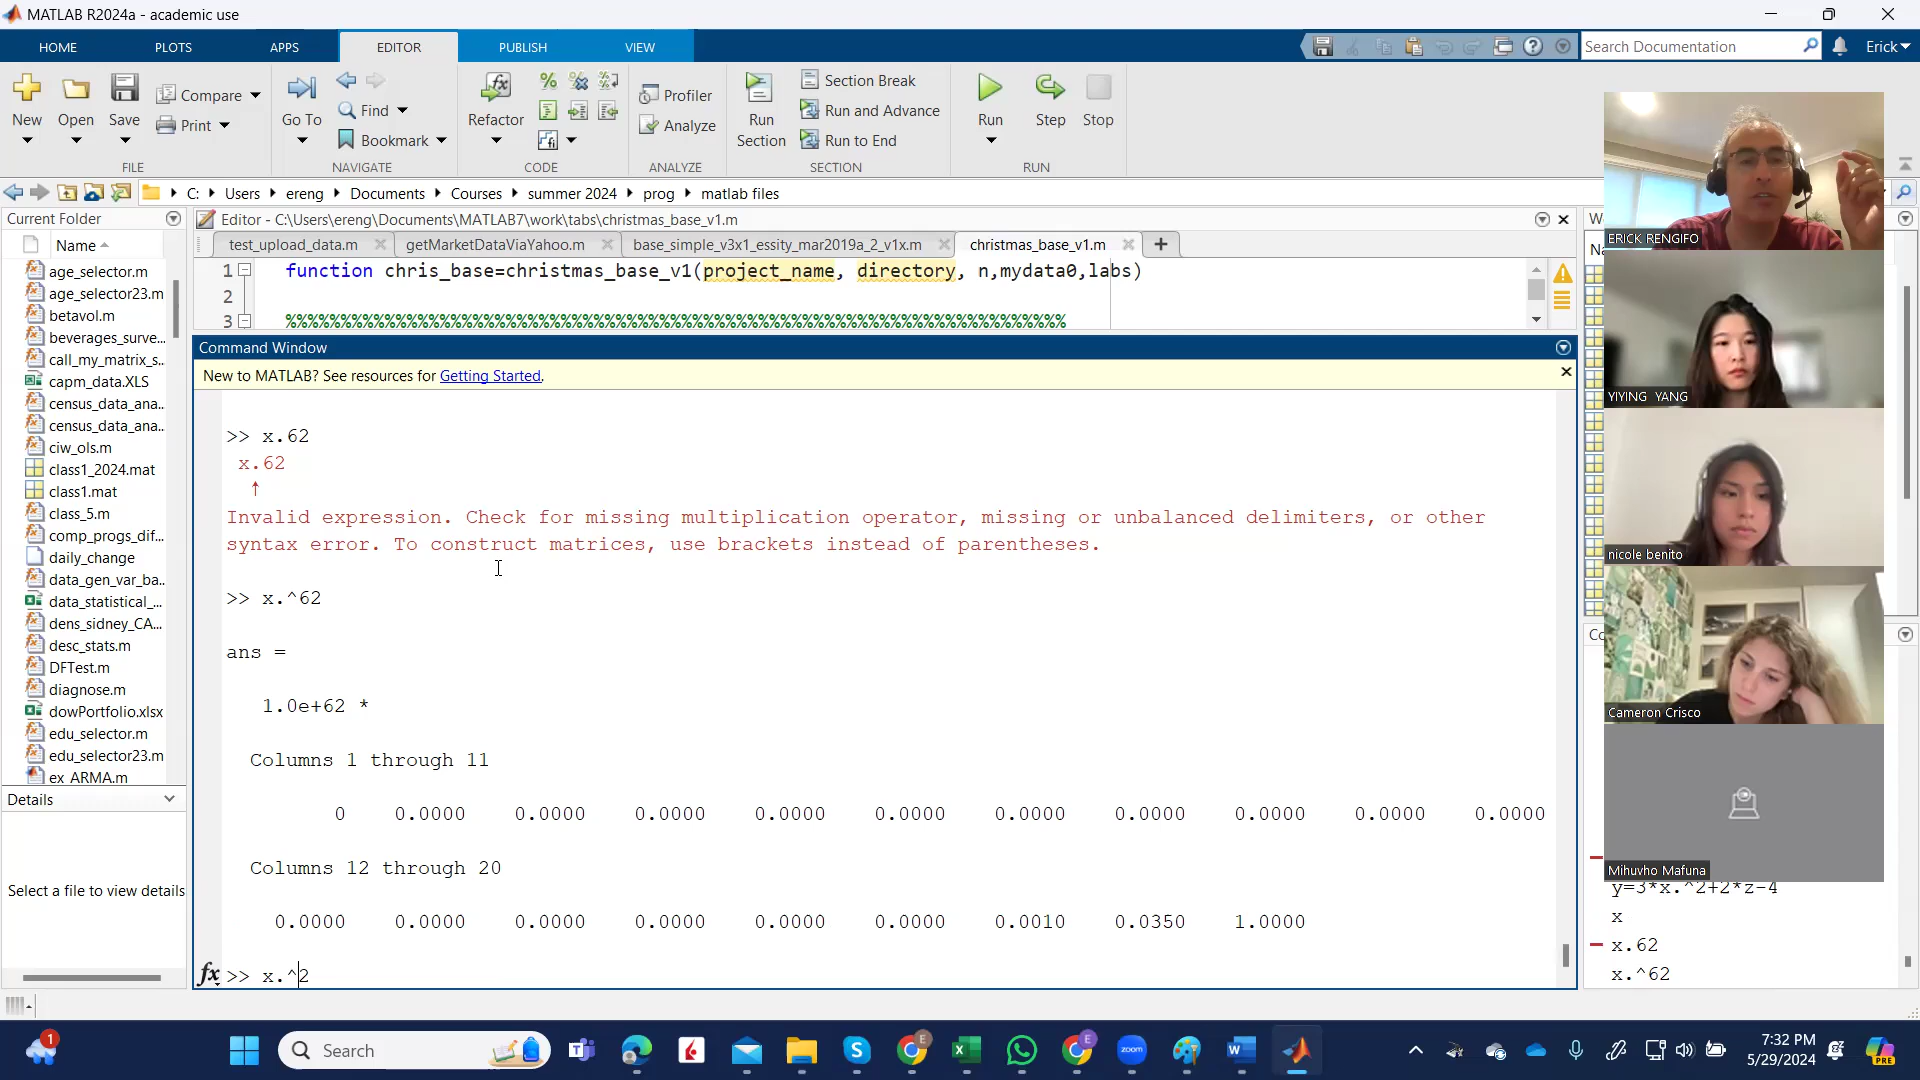 MATLAB R2024a - academic use
HOME PLOTS APPS EDITOR PUBLISH VIEW
Search Documentation
Erick
New Open Save Compare Print
FILE
Go To Find Bookmark
NAVIGATE
Refactor
CODE
Profiler
Analyze
ANALYZE
Run Section
Section Break
Run and Advance
Run to End
SECTION
Run Step Stop
RUN
C: Users ereng Documents Courses summer 2024 prog matlab files
Current Folder
Name
age_selector.m
age_selector23.m
betavol.m
beverages_surve...
call_my_matrix_s...
capm_data.XLS
census_data_ana...
census_data_ana...
ciw_ols.m
class1_2024.mat
class1.mat
class_5.m
comp_progs_dif...
daily_change
data_gen_var_ba...
data_statistical_...
dens_sidney_CA...
desc_stats.m
DFTest.m
diagnose.m
dowPortfolio.xlsx
edu_selector.m
edu_selector23.m
ex ARMA.m
Details
Select a file to view details
Editor - C:\Users\ereng\Documents\MATLAB7\work\tabs\christmas_base_v1.m
test_upload_data.m getMarketDataViaYahoo.m base_simple_v3x1_essity_mar2019a_2_v1x.m christmas_base_v1.m
1 function chris_base=christmas_base_v1(project_name, directory, n,mydata0,labs)
2
3 %%%%%%%%%%%%%%%%%%%%%%%%%%%%%%%%%%%%%%%%%%%%%%%%%%%%%%%%%%%%%%%%%%%%%%%
Command Window
New to MATLAB? See resources for Getting Started.
>> x.62
x.62
↑
Invalid expression. Check for missing multiplication operator, missing or unbalanced delimiters, or other
syntax error. To construct matrices, use brackets instead of parentheses.
>> x.^62
ans =
1.0e+62 *
Columns 1 through 11
0 0.0000 0.0000 0.0000 0.0000 0.0000 0.0000 0.0000 0.0000 0.0000 0.0000
Columns 12 through 20
0.0000 0.0000 0.0000 0.0000 0.0000 0.0000 0.0010 0.0350 1.0000
fx >> x.^2
ERICK RENGIFO
YIYING YANG
nicole benito
Cameron Crisco
Mihuvho Mafuna
y=3*x.^2+2*z-4
x
x.62
x.^62
1
Search
zoom
7:32 PM
5/29/2024
PRE